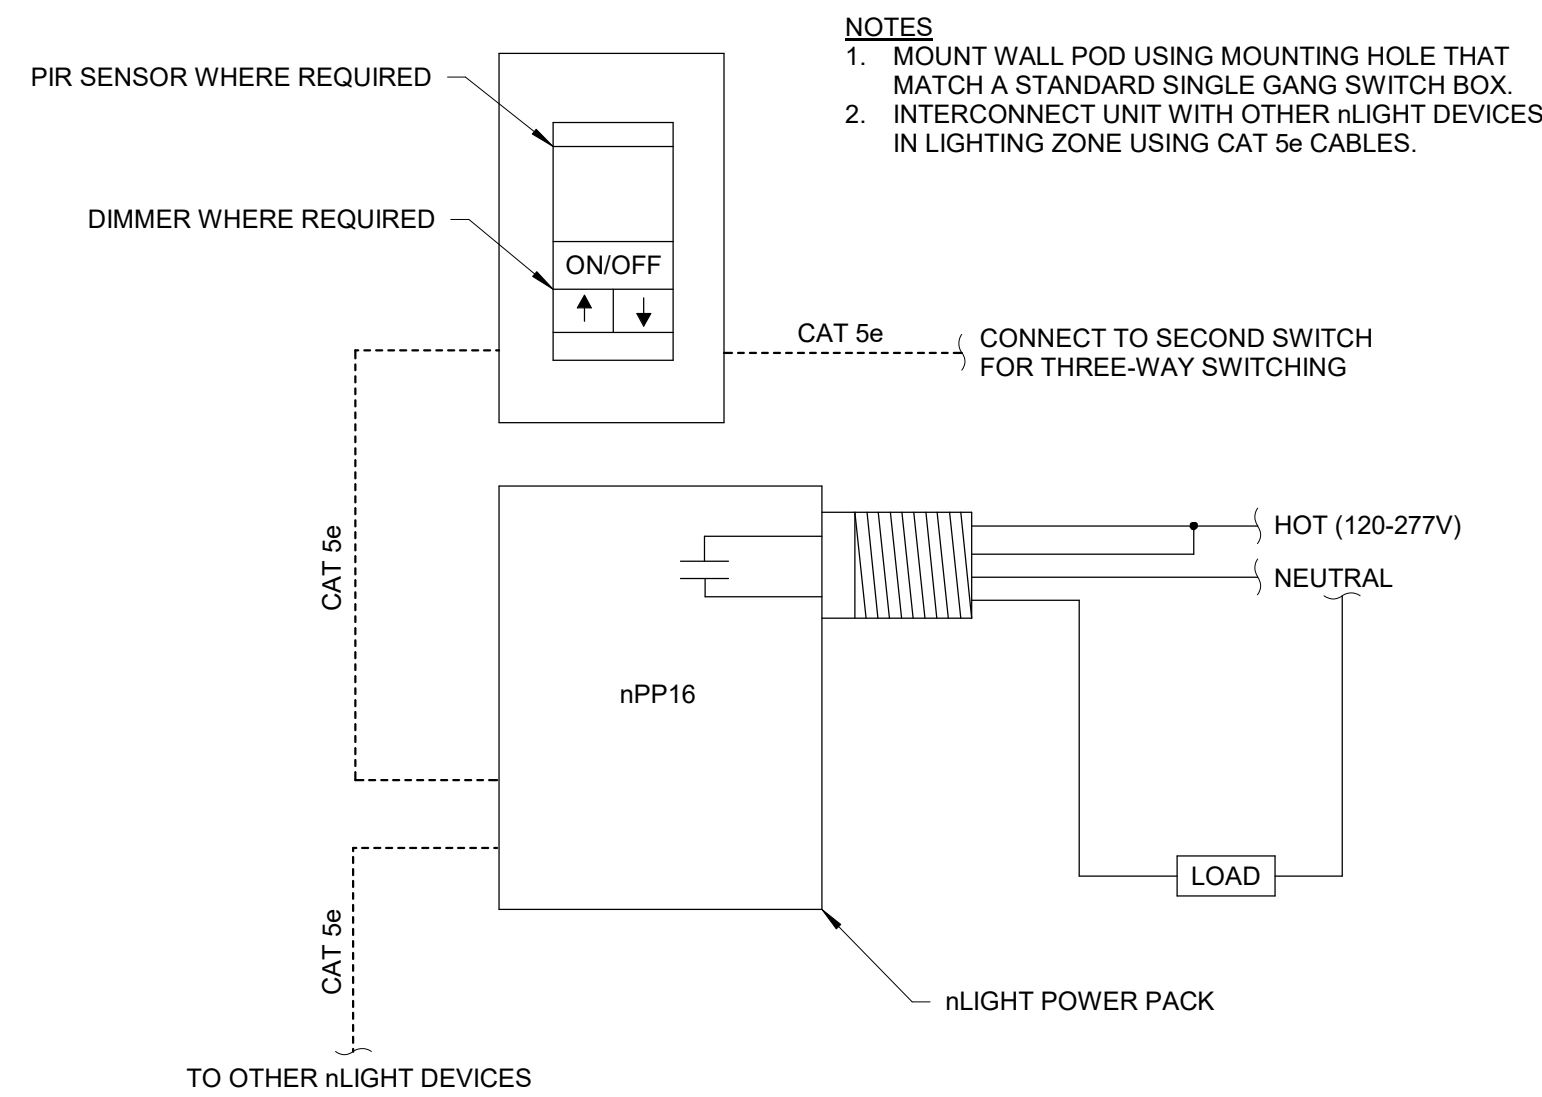 NOTES
1. MOUNT WALL POD USING MOUNTING HOLE THAT
MATCH A STANDARD SINGLE GANG SWITCH BOX.
2. INTERCONNECT UNIT WITH OTHER nLIGHT DEVICES
IN LIGHTING ZONE USING CAT 5e CABLES.
PIR SENSOR WHERE REQUIRED
DIMMER WHERE REQUIRED
ON/OFF
CAT 5e
CONNECT TO SECOND SWITCH
FOR THREE-WAY SWITCHING
CAT 5e
HOT (120-277V)
NEUTRAL
nPP16
LOAD
CAT 5e
nLIGHT POWER PACK
TO OTHER nLIGHT DEVICES